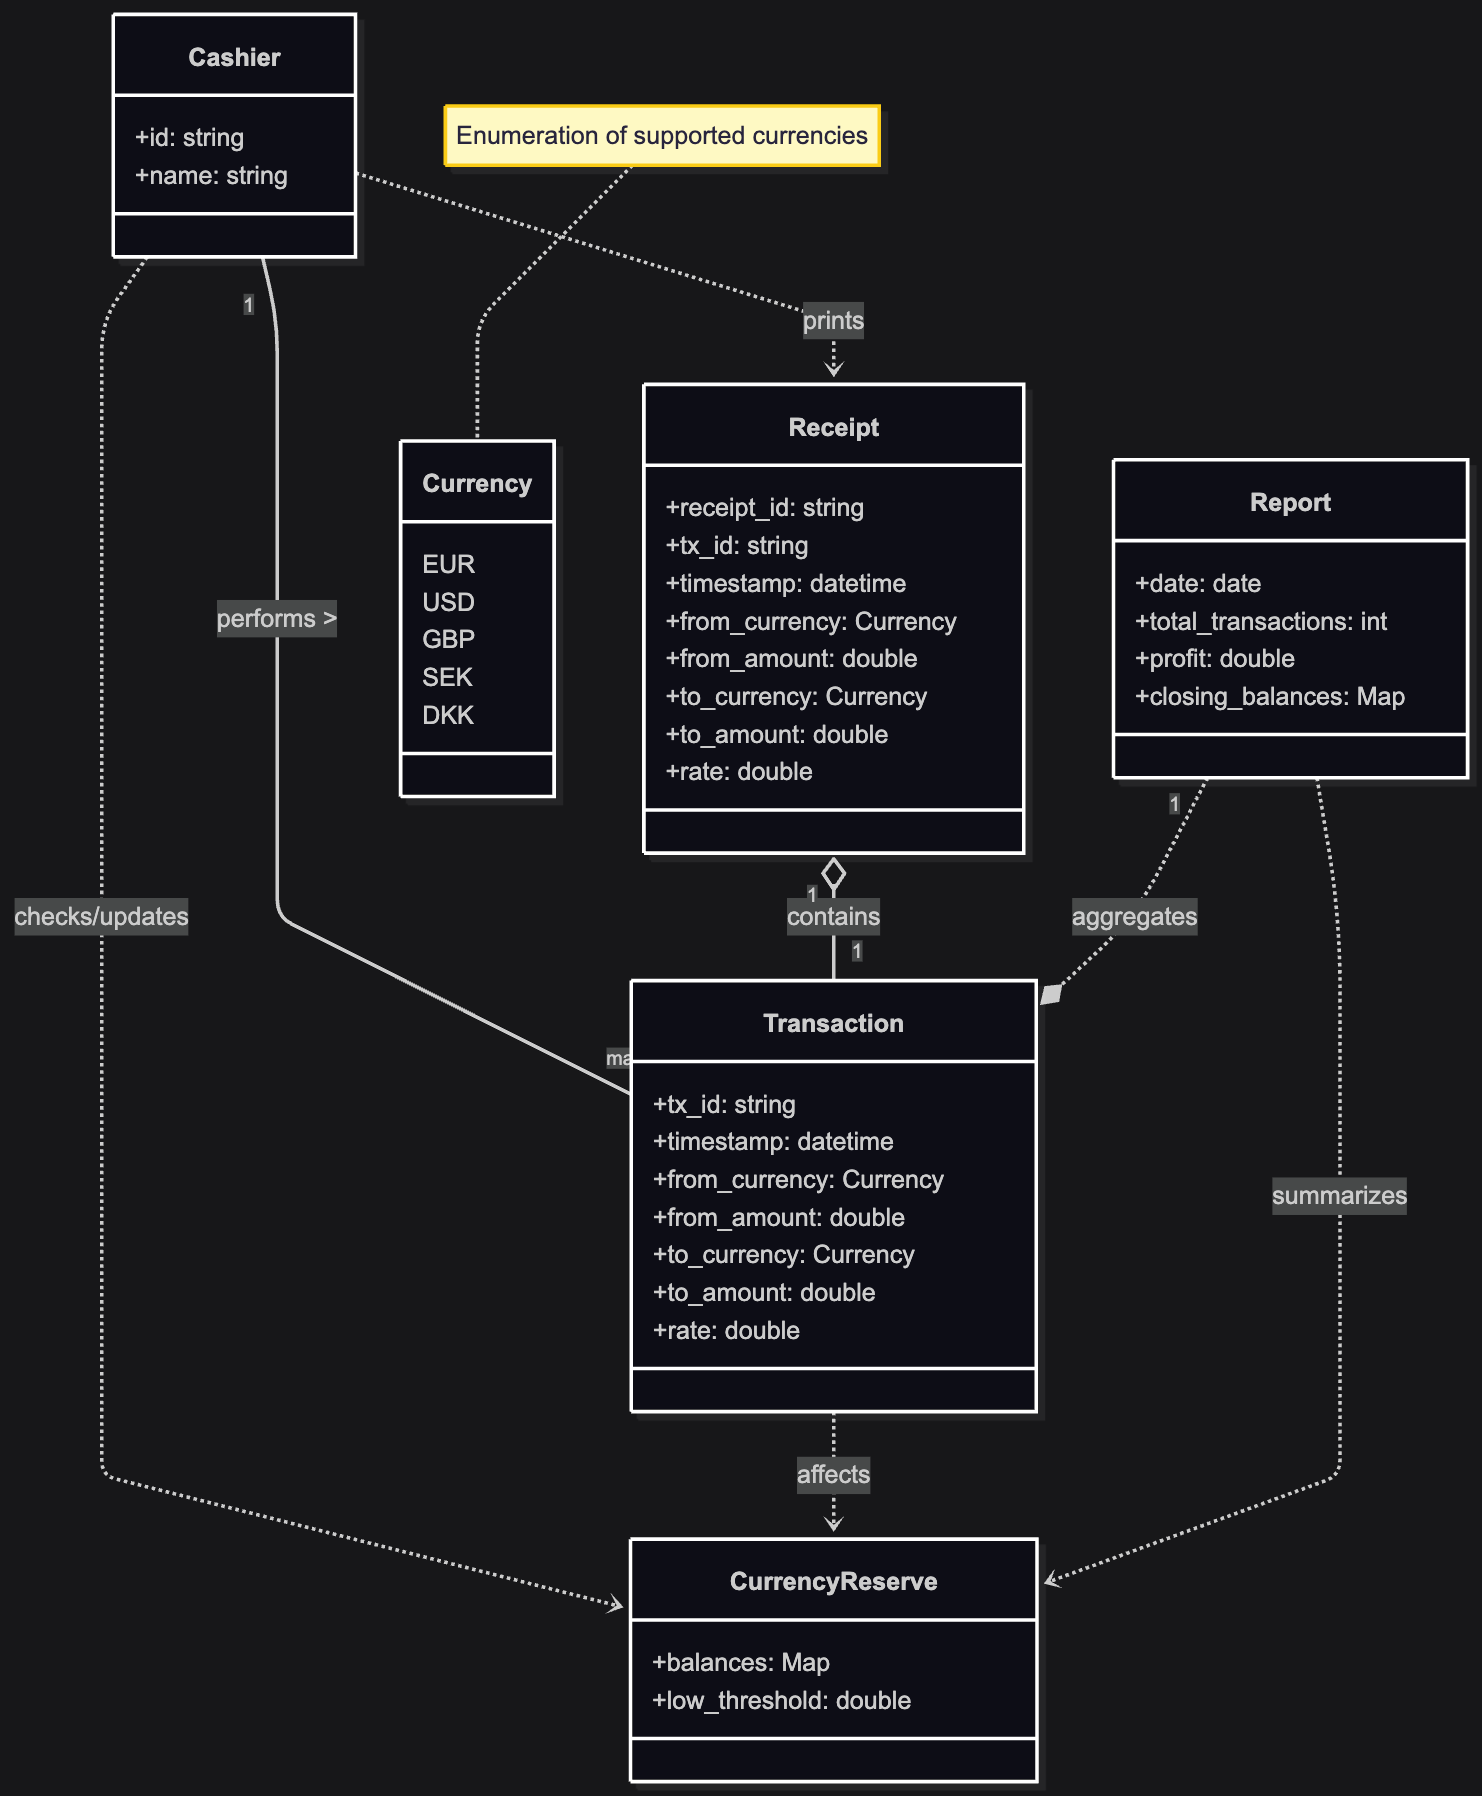 Cashier
+id: string
+name: string
Enumeration of supported currencies
1
prints
Currency
EUR
USD
GBP
SEK
DKK
Receipt
+receipt_id: string
+tx_id: string
+timestamp: datetime
+from_currency: Currency
+from_amount: double
+to_currency: Currency
+to_amount: double
+rate: double
Report
+date: date
+total_transactions: int
+profit: double
+closing_balances: Map
performs >
1
1
checks/updates
contains
aggregates
1
Transaction
+tx_id: string
+timestamp: datetime
+from_currency: Currency
+from_amount: double
+to_currency: Currency
+to_amount: double
+rate: double
summarizes
affects
CurrencyReserve
+balances: Map
+low_threshold: double